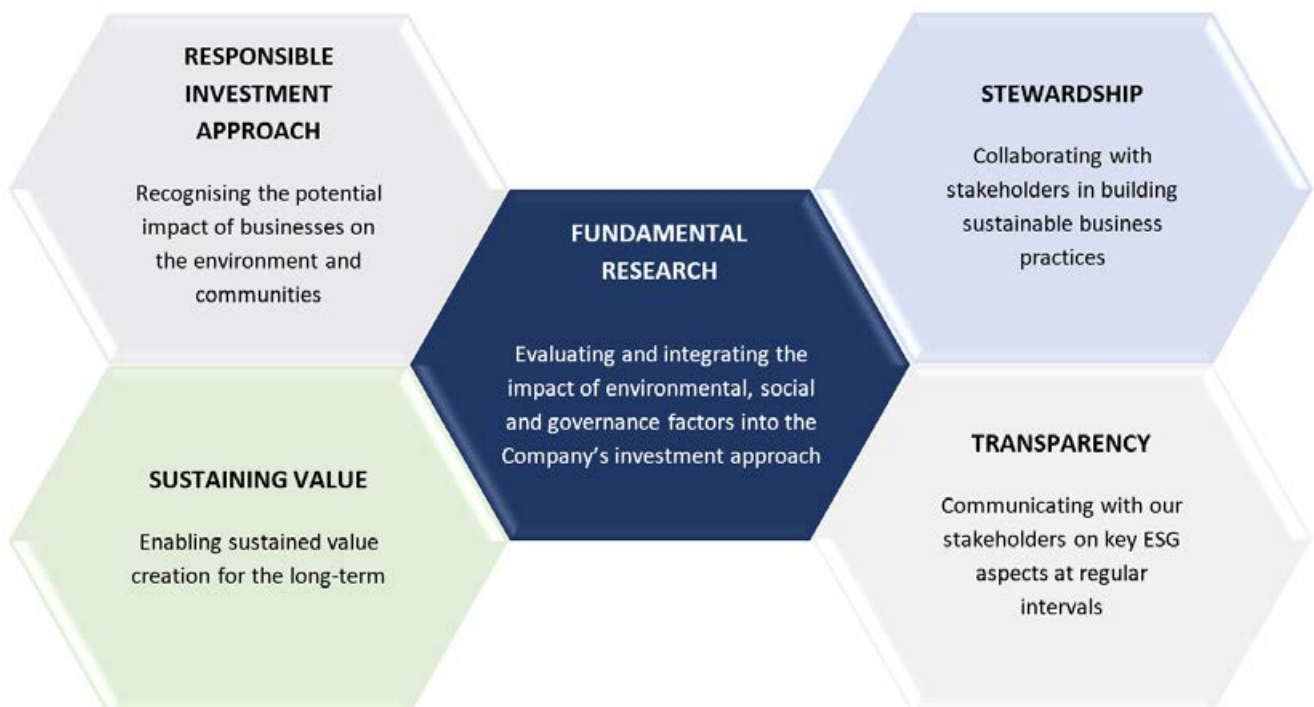 RESPONSIBLE
INVESTMENT
APPROACH
Recognising the potential
impact of businesses on
the environment and
communities
SUSTAINING VALUE
Enabling sustained value
creation for the long-term
FUNDAMENTAL
RESEARCH
Evaluating and integrating the
impact of environmental, social
and governance factors into the
Company's investment approach
STEWARDSHIP
Collaborating with
stakeholders in building
sustainable business
practices
TRANSPARENCY
Communicating with our
stakeholders on key ESG
aspects at regular
intervals